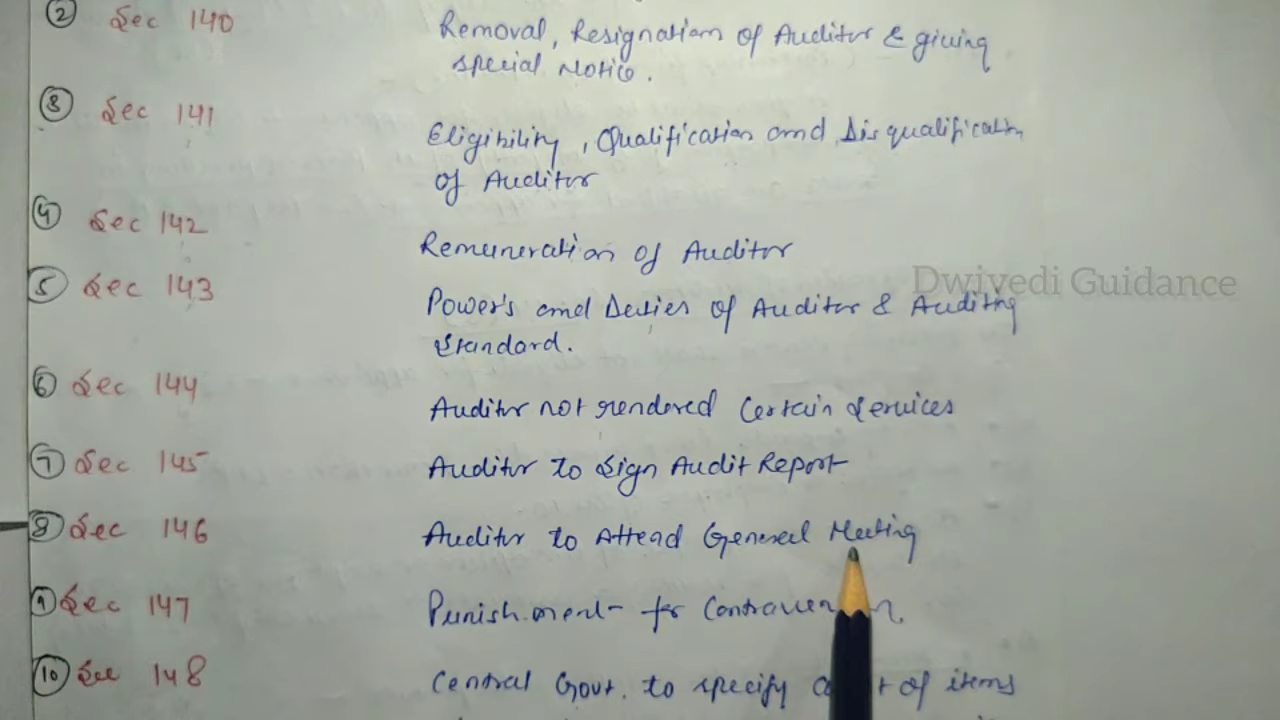 ② Sec 140 Removal, Resignation of Auditor & giving
special Notice.
③ Sec 141 Eligibility, Qualification and Disqualification
of Auditor
④ Sec 142 Remuneration of Auditor
Dwivedi Guidance
⑤ Sec 143 Power's and Duties of Auditor & Auditing
Standard.
⑥ Sec 144 Auditor not rendered Certain Services
⑦ Sec 145 Auditor to Sign Audit Report
⑧ Sec 146 Auditor to Attend General Meeting
⑨ Sec 147 Punishment for
⑩ Sec 148 Central Govt. to specify of items